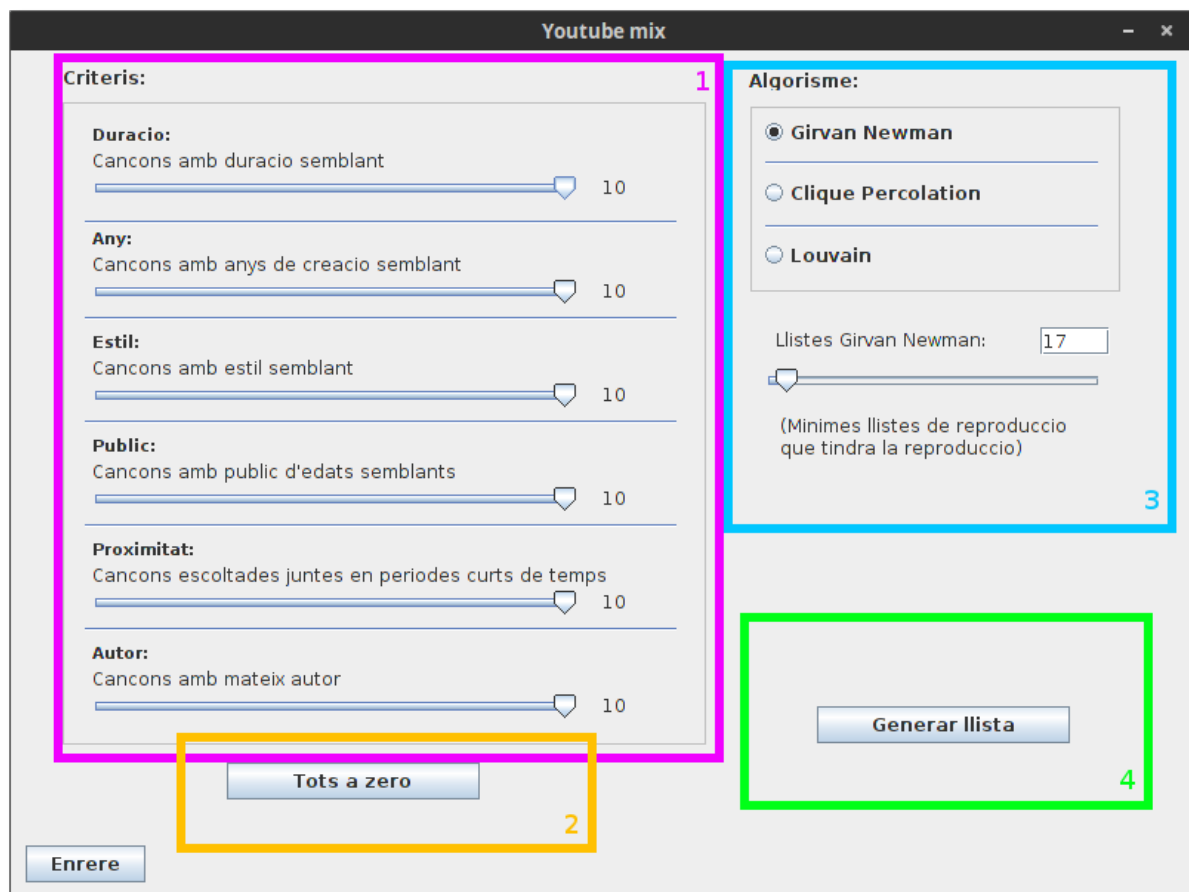 Youtube mix
Criteris:
1
Duracio:
Cancons amb duracio semblant
10
Any:
Cancons amb anys de creacio semblant
10
Estil:
Cancons amb estil semblant
10
Public:
Cancons amb public d'edats semblants
10
Proximitat:
Cancons escoltades juntes en periodes curts de temps
10
Autor:
Cancons amb mateix autor
10
Tots a zero
2
Enrere
Algorisme:
Girvan Newman
Clique Percolation
Louvain
Llistes Girvan Newman: 17
(Minimes llistes de reproduccio
que tindra la reproduccio)
3
Generar llista
4